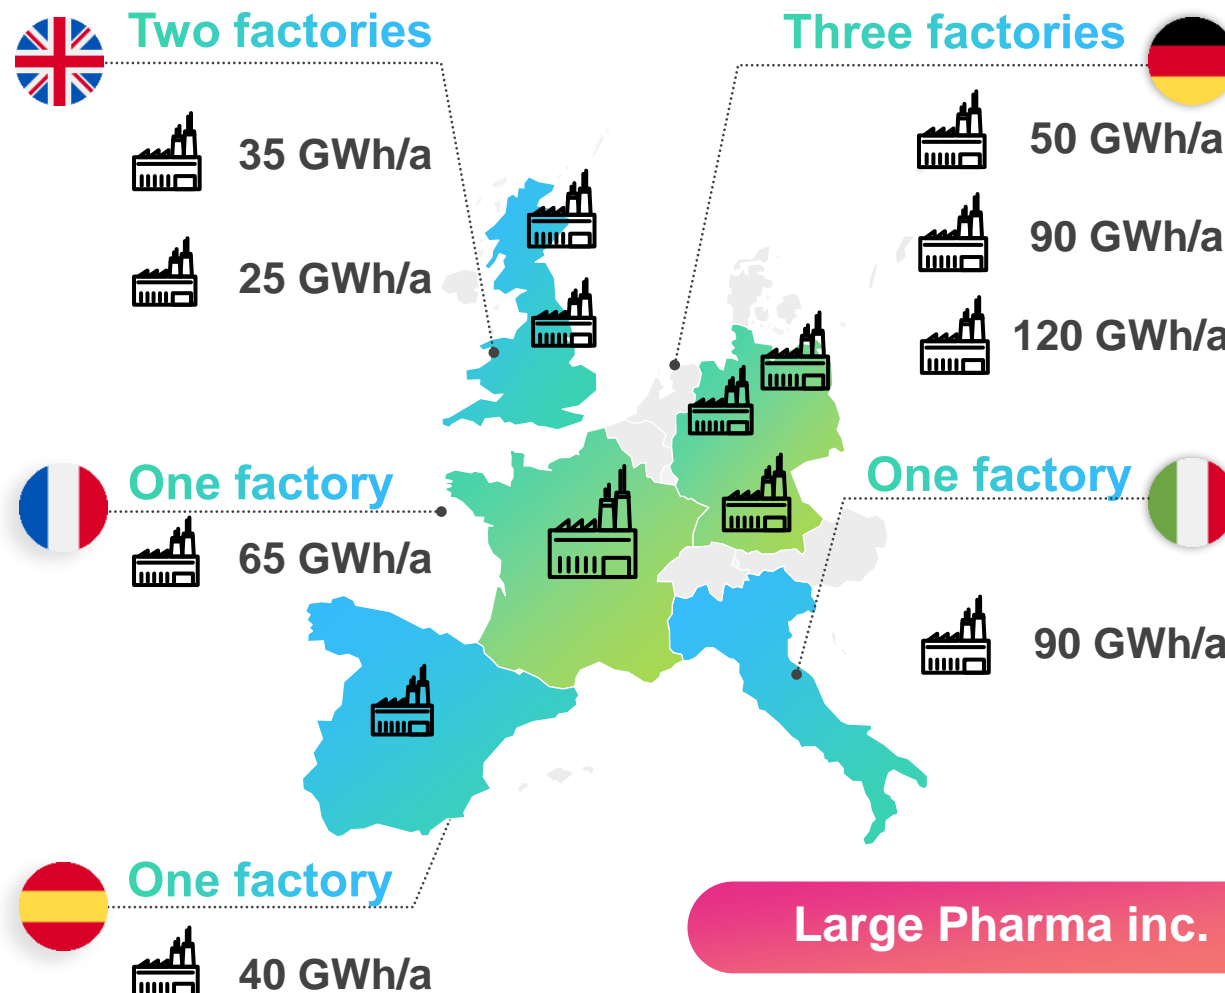 Two factories
35 GWh/a
25 GWh/a
Three factories
50 GWh/a
90 GWh/a
120 GWh/a
One factory
65 GWh/a
One factory
90 GWh/a
One factory
40 GWh/a
Large Pharma inc.